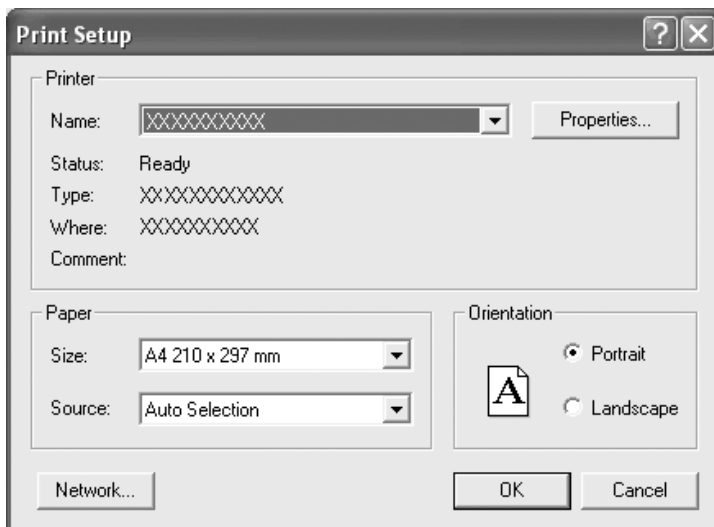 Print Setup
Printer
Name: XXXXXXXXXX Properties...
Status: Ready
Type: XXXXXXXXXXXX
Where: XXXXXXXXXX
Comment:
Paper
Size: A4 210 x 297 mm
Source: Auto Selection
Orientation
A
Portrait
Landscape
Network... OK Cancel